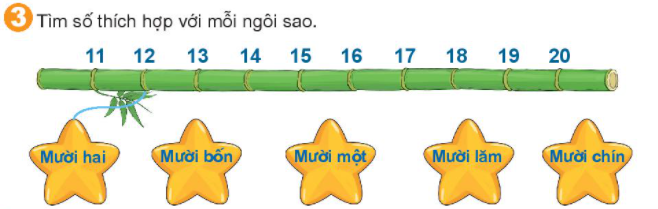 3 Tìm số thích hợp với mỗi ngôi sao.
11 12 13 14 15 16 17 18 19 20
Mười hai Mười bốn Mười một Mười lăm Mười chín